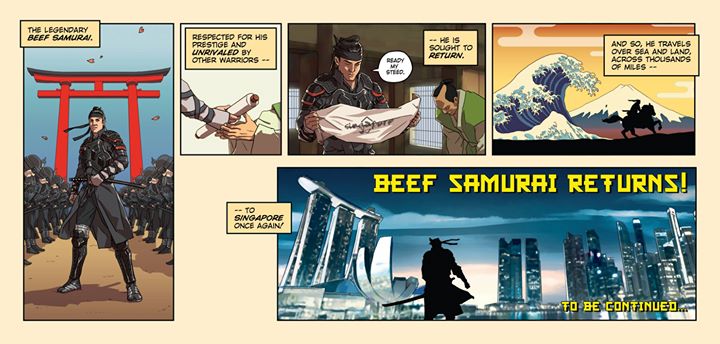 THE LEGENDARY
BEEF SAMURAI.
RESPECTED FOR HIS
PRESTIGE AND
UNRIVALED BY
OTHER WARRIORS --
-- HE IS
SOUGHT TO
RETURN.
READY
MY
STEED.
AND SO, HE TRAVELS
OVER SEA AND LAND,
ACROSS THOUSANDS
OF MILES --
-- TO
SINGAPORE
ONCE AGAIN!
BEEF SAMURAI RETURNS!
TO BE CONTINUED...